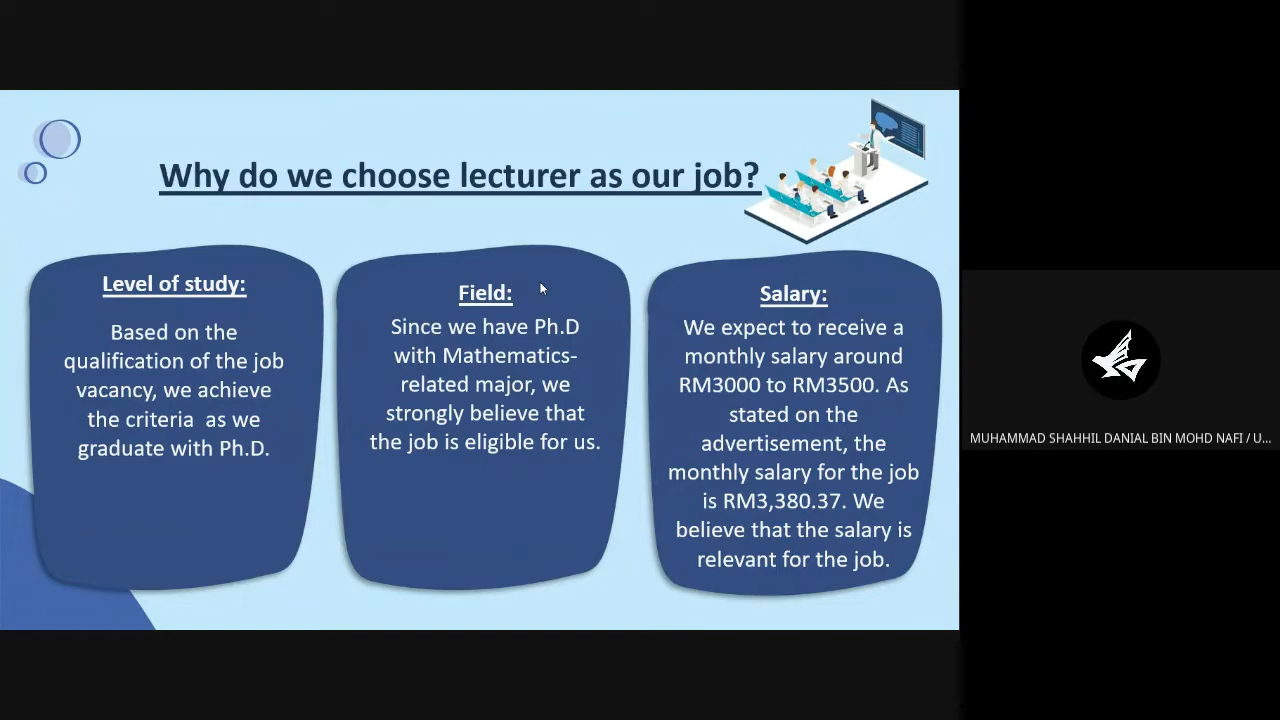 Why do we choose lecturer as our job?
Level of study:
Based on the
qualification of the job
vacancy, we achieve
the criteria  as we
graduate with Ph.D.
Field:
Since we have Ph.D
with Mathematics-
related major, we
strongly believe that
the job is eligible for us.
Salary:
We expect to receive a
monthly salary around
RM3000 to RM3500. As
stated on the
advertisement, the
monthly salary for the job
is RM3,380.37. We
believe that the salary is
relevant for the job.
MUHAMMAD SHAHHIL DANIAL BIN MOHD NAFI / U...